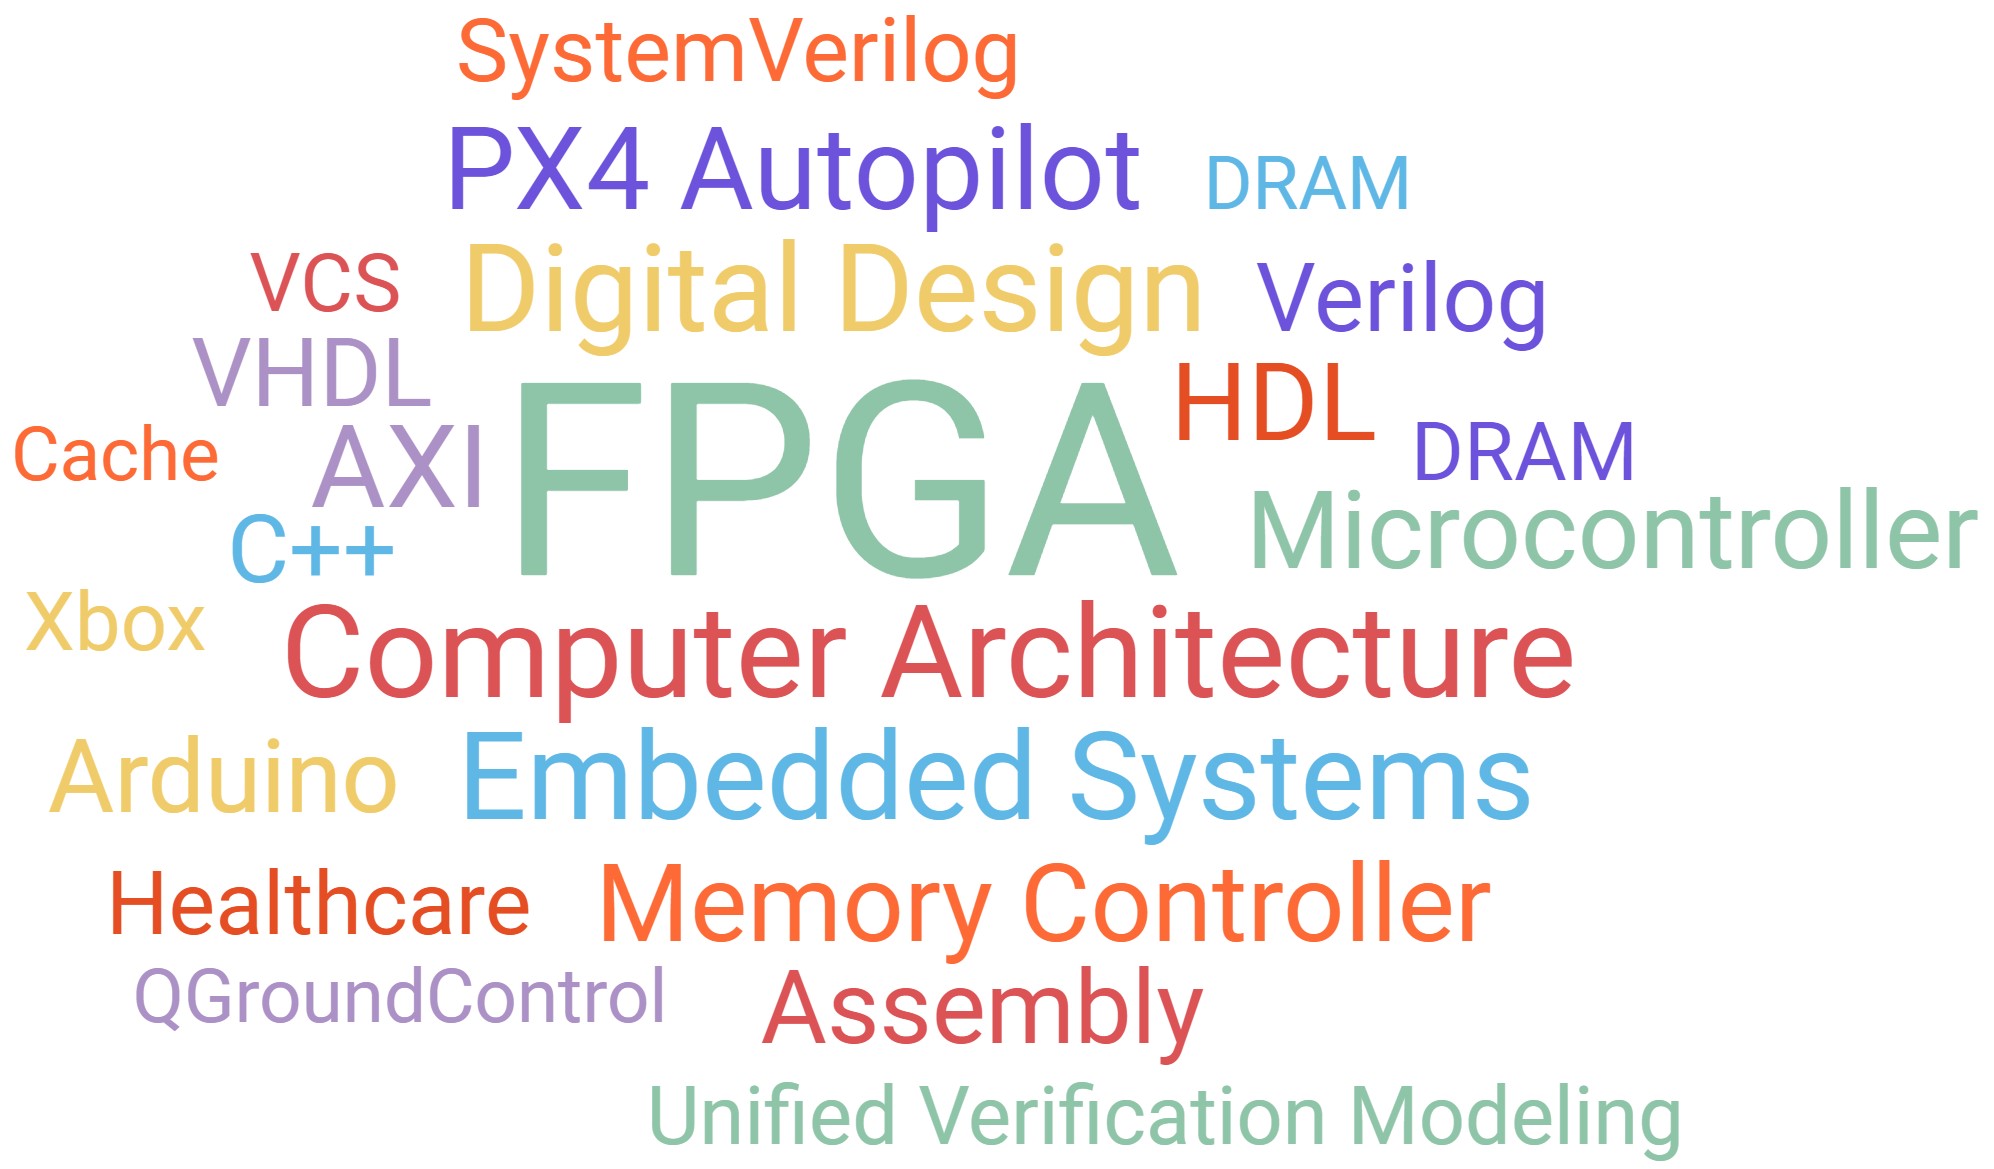 SystemVerilog
PX4 Autopilot
DRAM
VCS
Digital Design
Verilog
VHDL
FPGA
HDL
Cache
AXI
DRAM
C++
Microcontroller
Xbox
Computer Architecture
Arduino
Embedded Systems
Healthcare
Memory Controller
QGroundControl
Assembly
Unified Verification Modeling